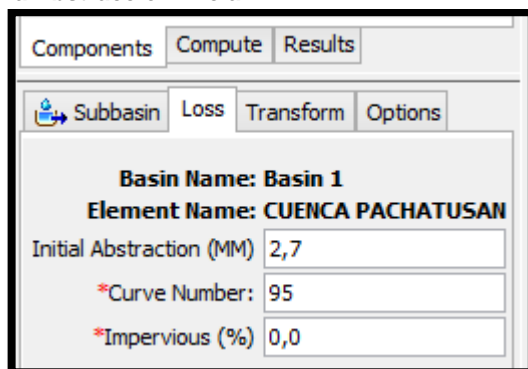 Components Compute Results
Subbasin Loss Transform Options
Basin Name: Basin 1
Element Name: CUENCA PACHATUSAN
Initial Abstraction (MM) 2,7
*Curve Number: 95
*Impervious (%) 0,0